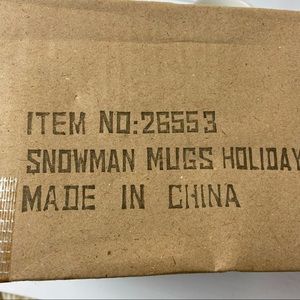 ITEM NO:26553
SNOWMAN MUGS HOLIDAY
MADE IN CHINA